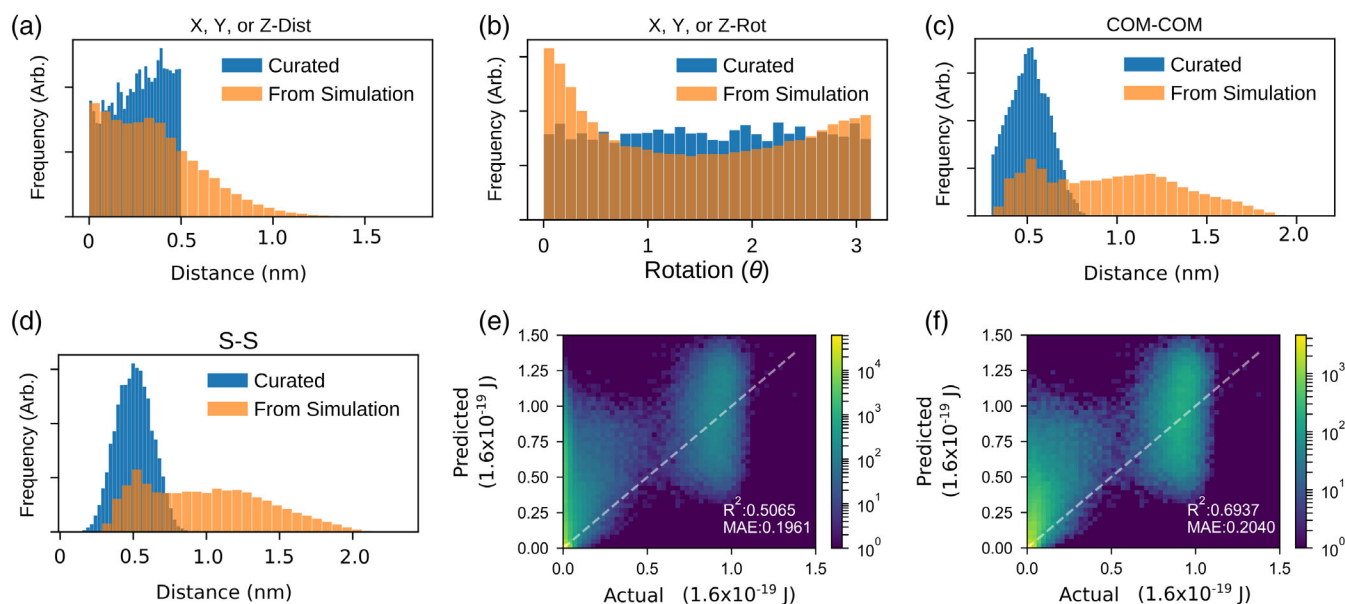 (a)
X, Y, or Z-Dist
Frequency (Arb.)
Curated
From Simulation
0
0.5
1.0
1.5
Distance (nm)
(b)
X, Y, or Z-Rot
Frequency (Arb.)
Curated
From Simulation
0
1
2
3
Rotation (θ)
(c)
COM-COM
Frequency (Arb.)
Curated
From Simulation
0.5
1.0
2.0
Distance (nm)
(d)
S-S
Frequency (Arb.)
Curated
From Simulation
0
0.5
1.0
1.5
2.0
Distance (nm)
(e)
Predicted
(1.6x10⁻¹⁹ J)
1.50
1.25
1.00
0.75
0.50
0.25
0.00
R²:0.5065
MAE:0.1961
0.0
0.5
1.0
1.5
Actual (1.6x10⁻¹⁹ J)
10⁴
10³
10²
10¹
10⁰
(f)
Predicted
(1.6x10⁻¹⁹ J)
1.50
1.25
1.00
0.75
0.50
0.25
0.00
R²:0.6937
MAE:0.2040
0.0
0.5
1.0
1.5
Actual (1.6x10⁻¹⁹ J)
10³
10²
10¹
10⁰